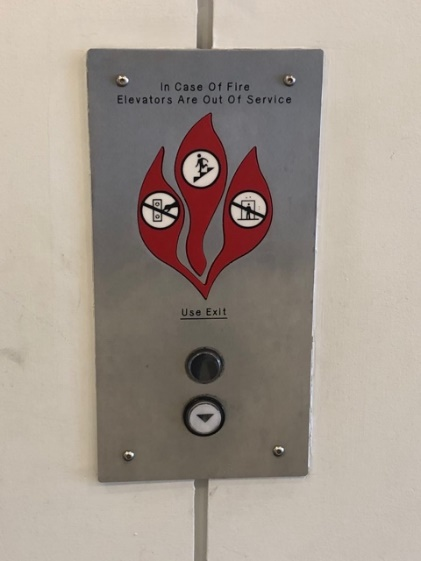 In Case Of Fire
Elevators Are Out Of Service
Use Exit